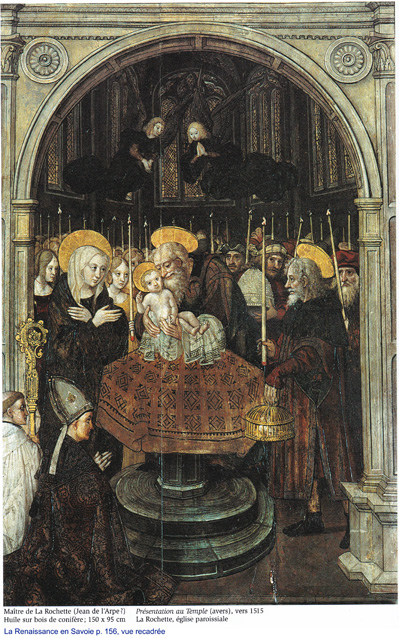 Maître de La Rochette (Jean de l'Arpe?)
Huile sur bois de conifère; 150 x 95 cm
Présentation au Temple (avers), vers 1515
La Rochette, église paroissiale
La Renaissance en Savoie p. 156, vue recadrée